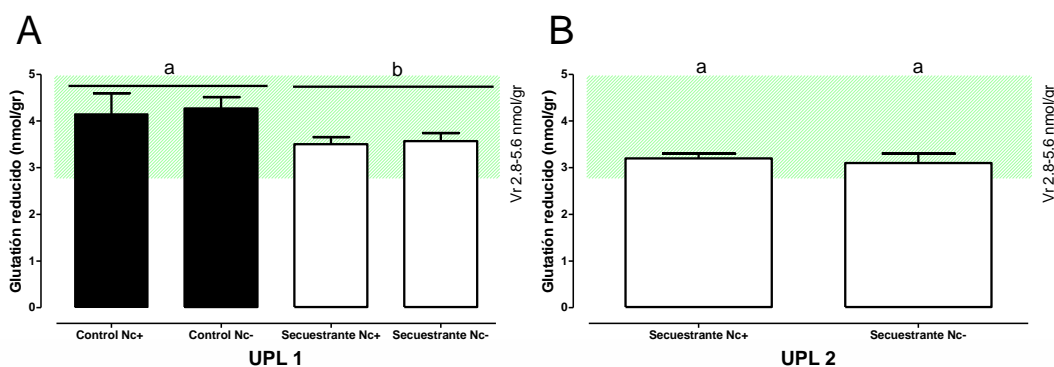 A
Glutatión reducido (nmol/gr)
5
4
3
2
1
0
a
b
Vr 2.8-5.6 nmol/gr
Control Nc+
Control Nc-
Secuestrante Nc+
Secuestrante Nc-
UPL 1
B
Glutatión reducido (nmol/gr)
5
4
3
2
1
0
a
a
Vr 2.8-5.6 nmol/gr
Secuestrante Nc+
Secuestrante Nc-
UPL 2